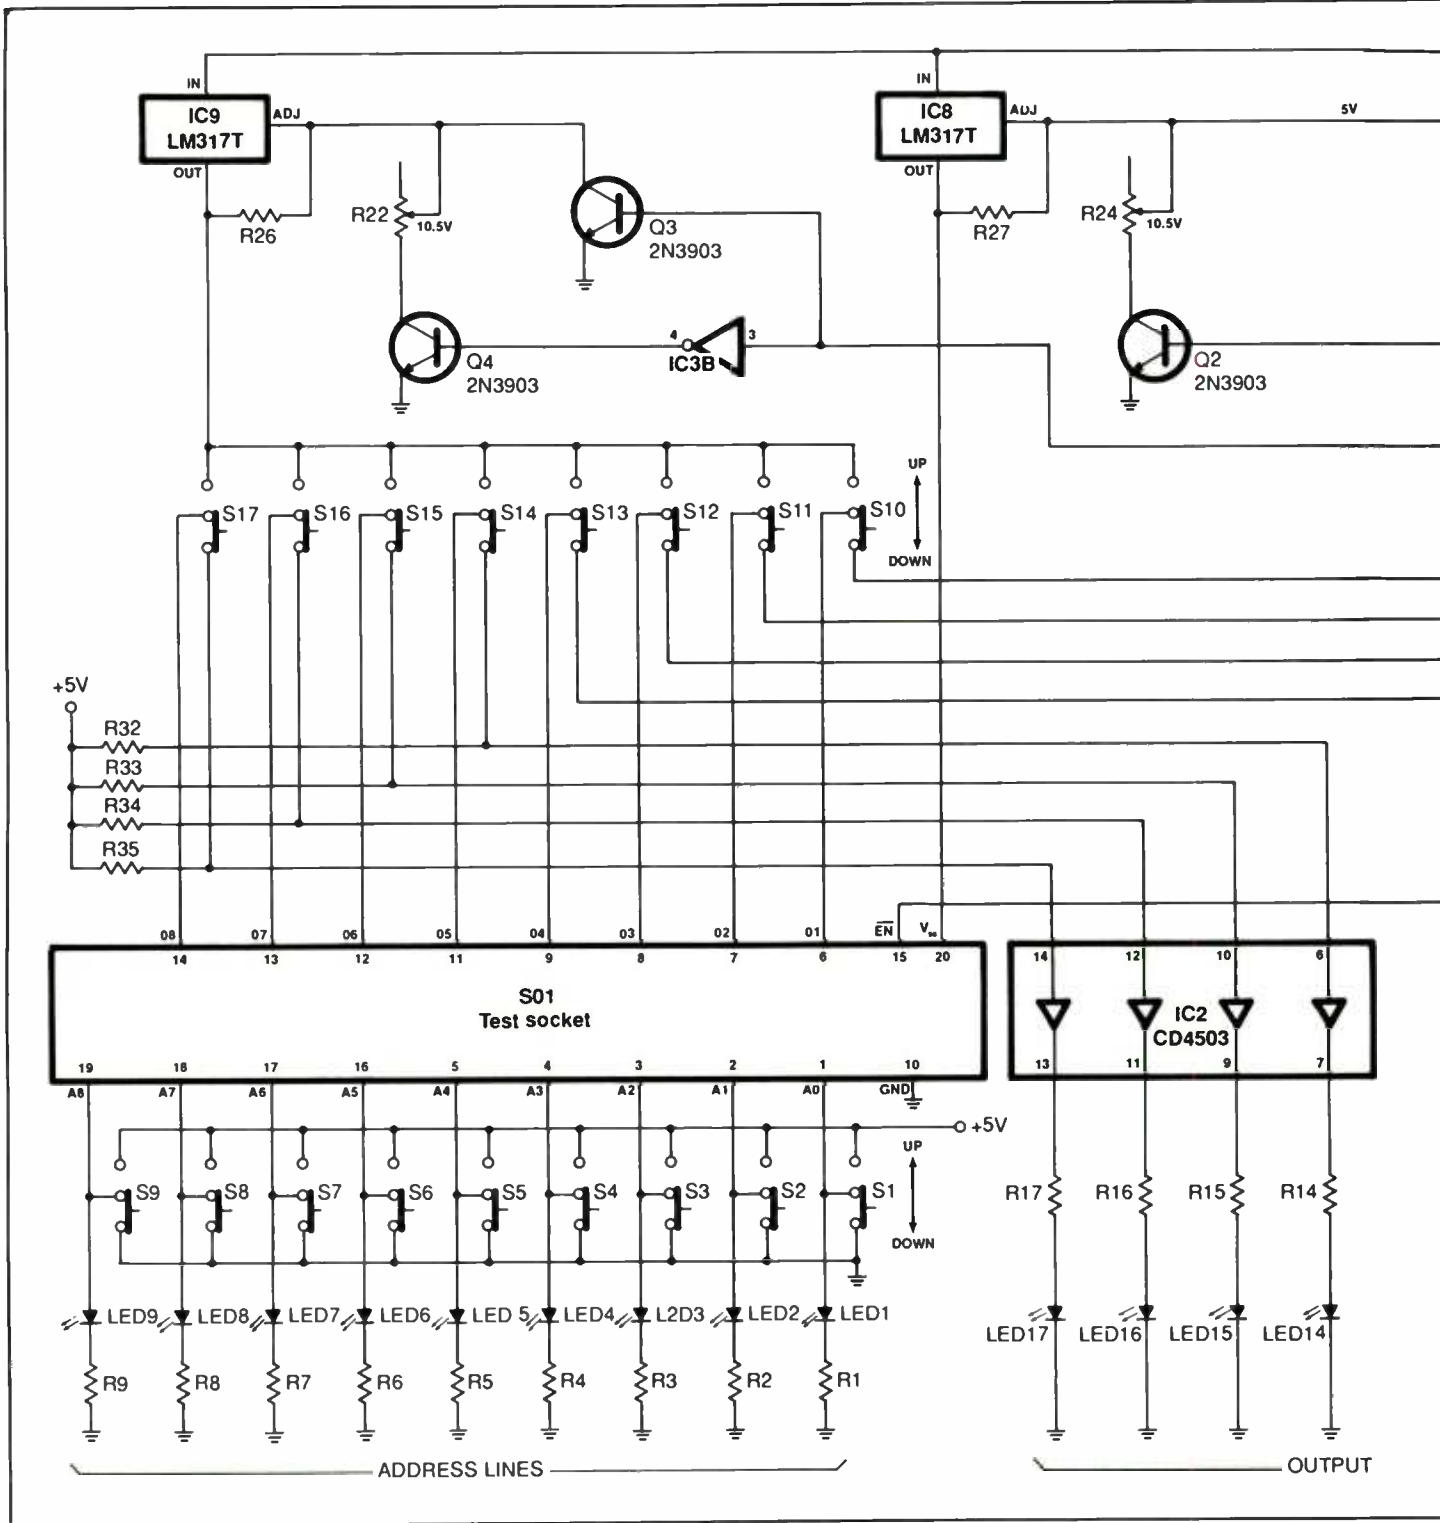 IN
IC9
LM317T
ADJ
OUT
R26
R22
10.5V
Q3
2N3903
IN
IC8
LM317T
ADJ
5V
OUT
R27
R24
10.5V
Q4
2N3903
4
IC3B
3
Q2
2N3903
S17
S16
S15
S14
S13
S12
S11
S10
UP
DOWN
+5V
R32
R33
R34
R35
08
07
06
05
04
03
02
01
EN
14
13
12
11
9
8
7
6
15
20
S01
Test socket
19
18
17
16
5
4
3
2
1
10
A8
A7
A6
A5
A4
A3
A2
A1
A0
GND
14
12
10
6
IC2
CD4503
13
11
9
7
+5V
S9
S8
S7
S6
S5
S4
S3
S2
S1
UP
DOWN
R17
R16
R15
R14
LED9
LED8
LED7
LED6
LED 5
LED4
L2D3
LED2
LED1
LED17
LED16
LED15
LED14
R9
R8
R7
R6
R5
R4
R3
R2
R1
ADDRESS LINES
OUTPUT